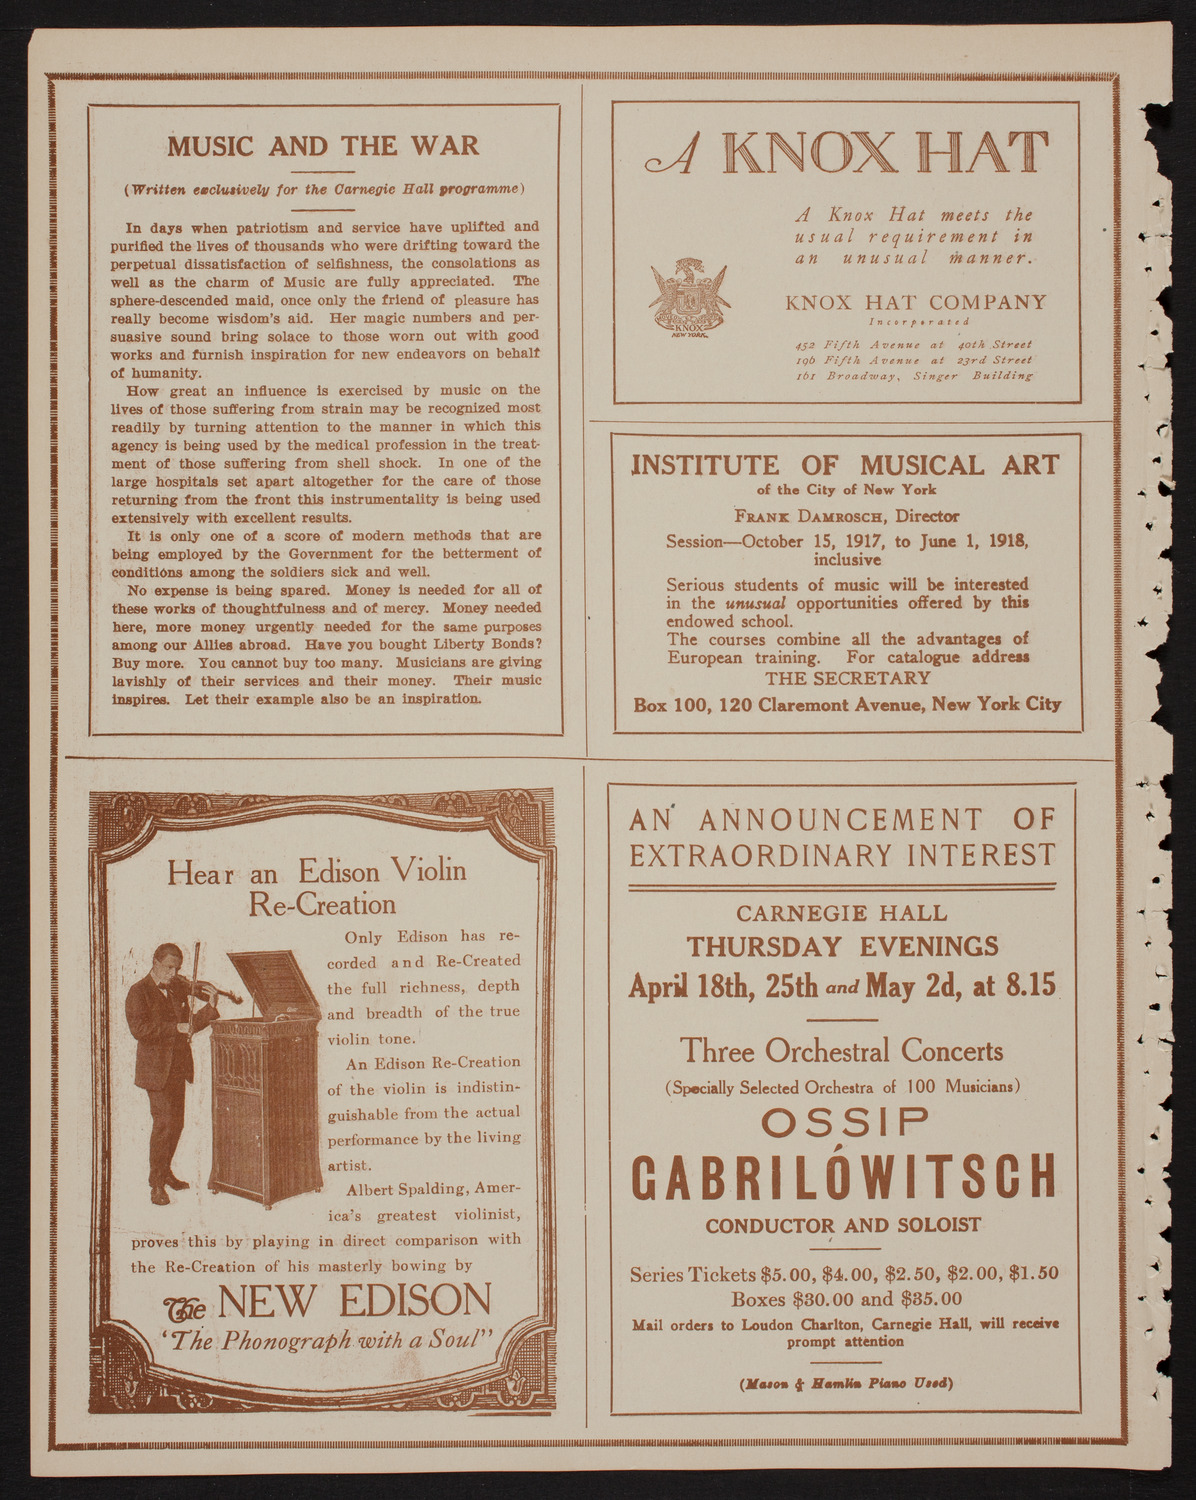 MUSIC AND THE WAR
(Written exclusively for the Carnegie Hall programme)
In days when patriotism and service have uplifted and
purified the lives of thousands who were drifting toward the
perpetual dissatisfaction of selfishness, the consolations as
well as the charm of Music are fully appreciated. The
sphere-descended maid, once only the friend of pleasure has
really become wisdom's aid. Her magic numbers and per-
suasive sound bring solace to those worn out with good
works and furnish inspiration for new endeavors on behalf
of humanity.
How great an influence is exercised by music on the
lives of those suffering from strain may be recognized most
readily by turning attention to the manner in which this
agency is being used by the medical profession in the treat-
ment of those suffering from shell shock. In one of the
large hospitals set apart altogether for the care of those
returning from the front this instrumentality is being used
extensively with excellent results.
It is only one of a score of modern methods that are
being employed by the Government for the betterment of
conditions among the soldiers sick and well.
No expense is being spared. Money is needed for all of
these works of thoughtfulness and of mercy. Money needed
here, more money urgently needed for the same purposes
among our Allies abroad. Have you bought Liberty Bonds?
Buy more. You cannot buy too many. Musicians are giving
lavishly of their services and their money. Their music
inspires. Let their example also be an inspiration.
A KNOX HAT
A Knox Hat meets the
usual requirement in
an unusual manner.
KNOX
NEW YORK.
KNOX HAT COMPANY
Incorporated
452 Fifth Avenue at 40th Street
196 Fifth Avenue at 23rd Street
161 Broadway, Singer Building
INSTITUTE OF MUSICAL ART
of the City of New York
FRANK DAMROSCH, Director
Session—October 15, 1917, to June 1, 1918,
inclusive
Serious students of music will be interested
in the unusual opportunities offered by this
endowed school.
The courses combine all the advantages of
European training. For catalogue address
THE SECRETARY
Box 100, 120 Claremont Avenue, New York City
Hear an Edison Violin
Re-Creation
Only Edison has re-
corded and Re-Created
the full richness, depth
and breadth of the true
violin tone.
An Edison Re-Creation
of the violin is indistin-
guishable from the actual
performance by the living
artist.
Albert Spalding, Amer-
ica's greatest violinist,
proves this by playing in direct comparison with
the Re-Creation of his masterly bowing by
The NEW EDISON
'The Phonograph with a Soul"
AN ANNOUNCEMENT OF
EXTRAORDINARY INTEREST
CARNEGIE HALL
THURSDAY EVENINGS
April 18th, 25th and May 2d, at 8.15
Three Orchestral Concerts
(Specially Selected Orchestra of 100 Musicians)
OSSIP
GABRILÓWITSCH
CONDUCTOR AND SOLOIST
Series Tickets $5.00, $4.00, $2.50, $2.00, $1.50
Boxes $30.00 and $35.00
Mail orders to Loudon Charlton, Carnegie Hall, will receive
prompt attention
(Mason & Hamlin Piano Used)